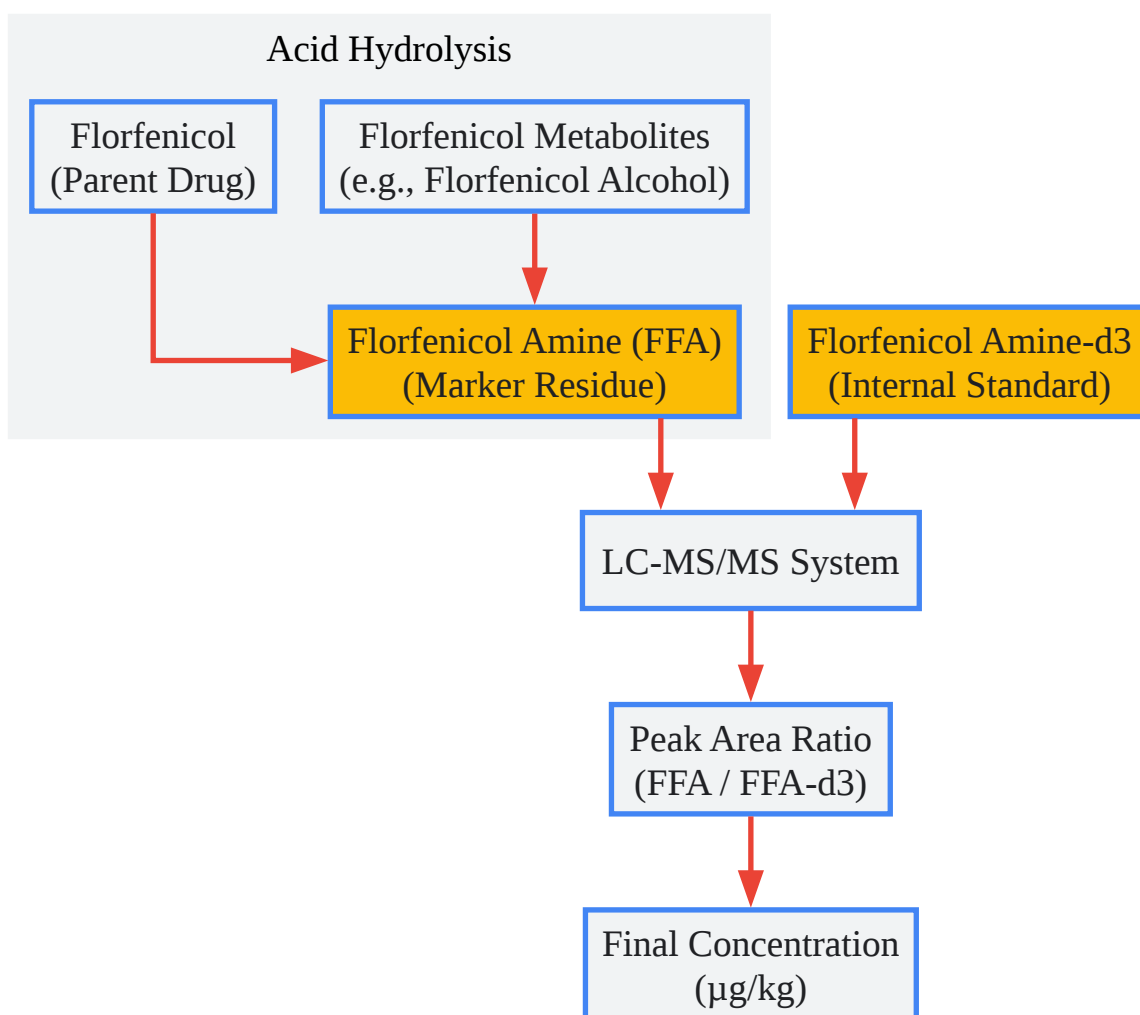 Acid Hydrolysis
Florfenicol
(Parent Drug)
Florfenicol Metabolites
(e.g., Florfenicol Alcohol)
Florfenicol Amine (FFA)
(Marker Residue)
Florfenicol Amine-d3
(Internal Standard)
LC-MS/MS System
Peak Area Ratio
(FFA / FFA-d3)
Final Concentration
(µg/kg)